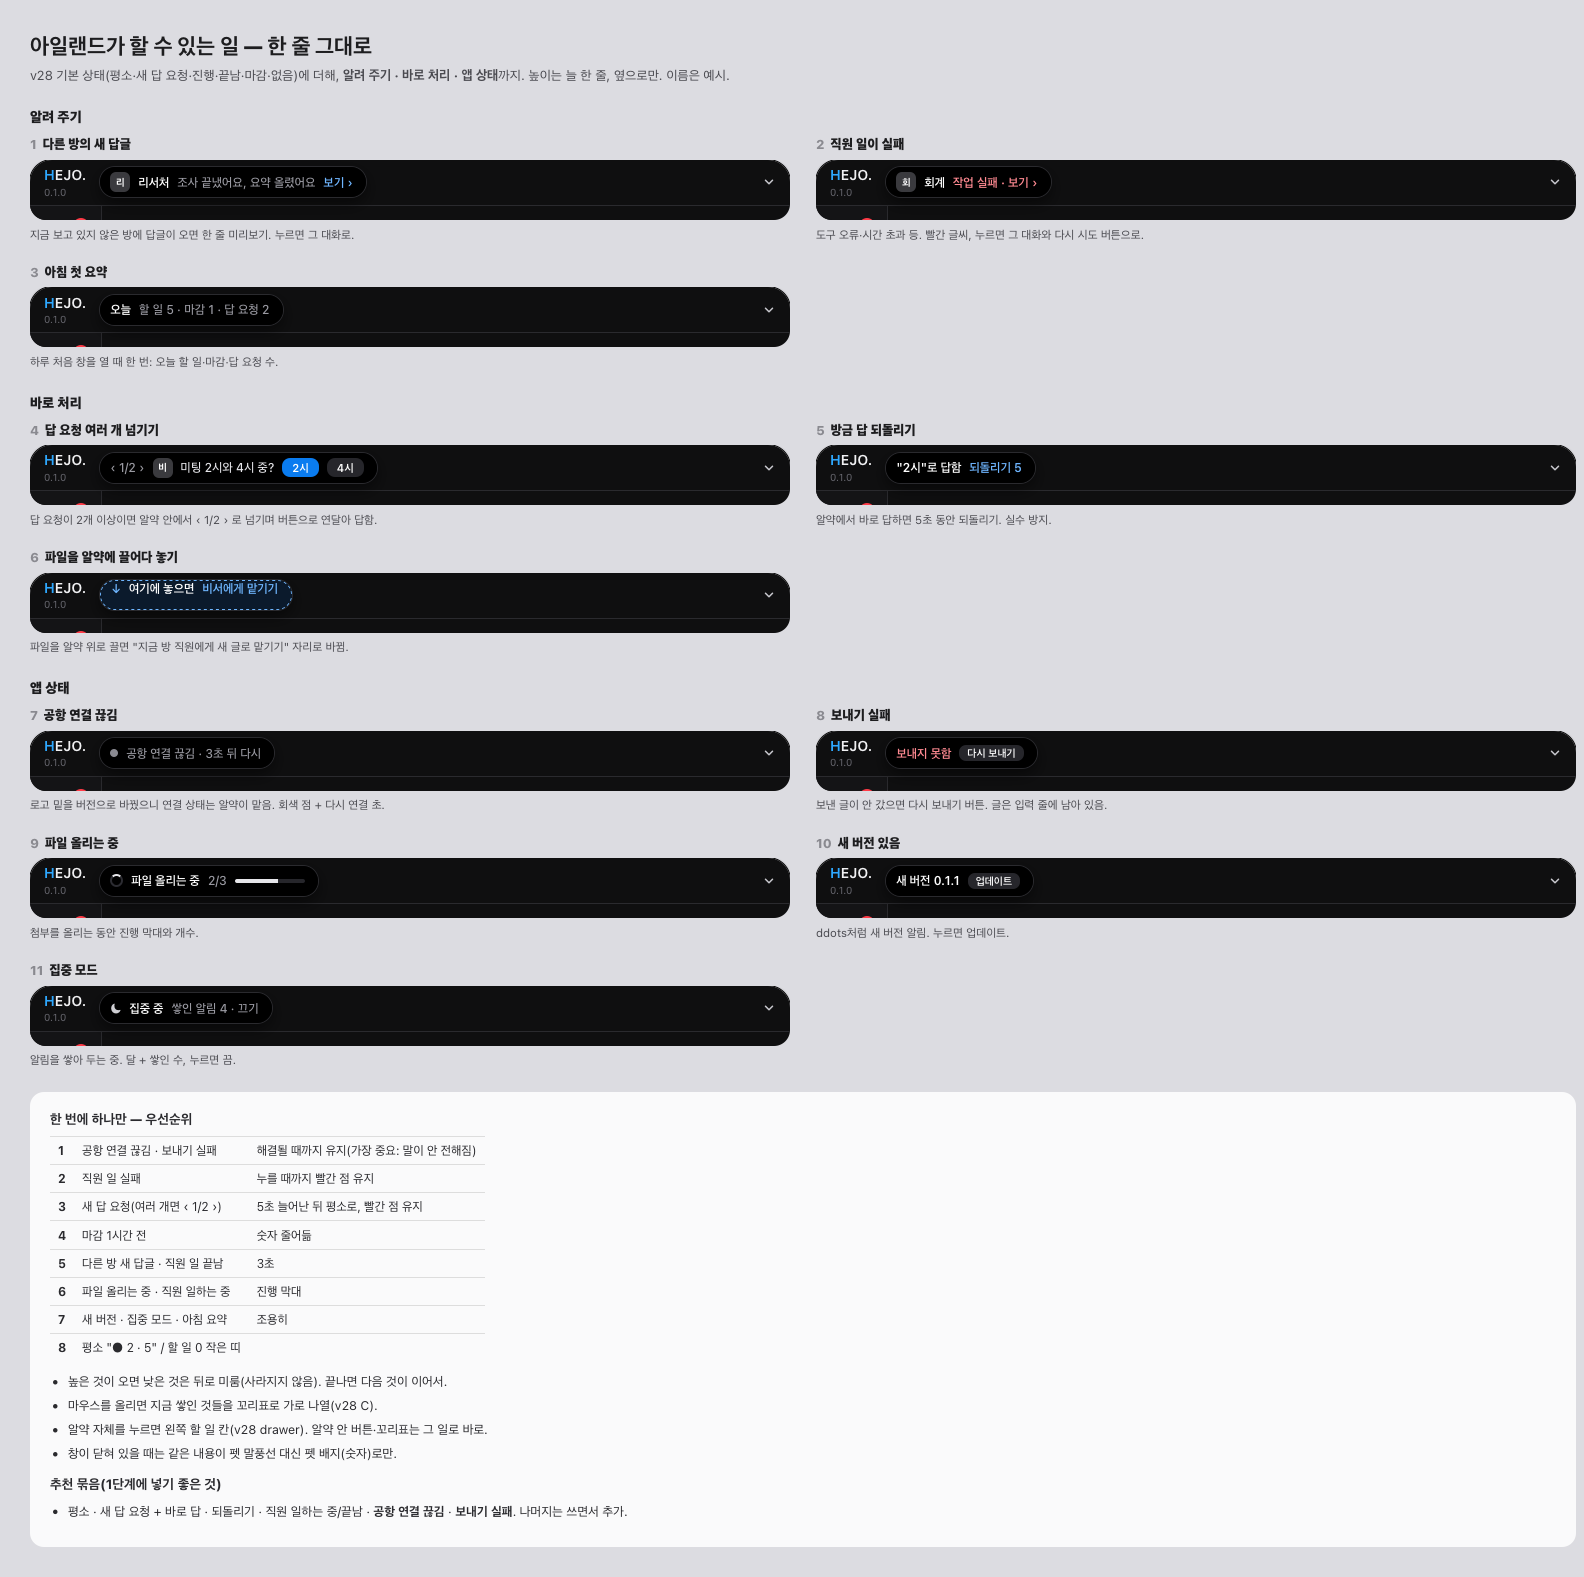 아일랜드가 할 수 있는 일 — 한 줄 그대로
v28 기본 상태(평소·새 답 요청·진행·끝남·마감·없음)에 더해, 알려 주기 · 바로 처리 · 앱 상태까지. 높이는 늘 한 줄, 옆으로만. 이름은 예시.
알려 주기
1 다른 방의 새 답글
HEJO.
0.1.0
리 리서처 조사 끝냈어요, 요약 올렸어요 보기 ›
지금 보고 있지 않은 방에 답글이 오면 한 줄 미리보기. 누르면 그 대화로.
2 직원 일이 실패
HEJO.
0.1.0
회 회계 작업 실패 · 보기 ›
도구 오류·시간 초과 등. 빨간 글씨, 누르면 그 대화와 다시 시도 버튼으로.
3 아침 첫 요약
HEJO.
0.1.0
오늘 할 일 5 · 마감 1 · 답 요청 2
하루 처음 창을 열 때 한 번: 오늘 할 일·마감·답 요청 수.
바로 처리
4 답 요청 여러 개 넘기기
HEJO.
0.1.0
‹ 1/2 › 비 미팅 2시와 4시 중? 2시 4시
답 요청이 2개 이상이면 알약 안에서 ‹ 1/2 › 로 넘기며 버튼으로 연달아 답함.
5 방금 답 되돌리기
HEJO.
0.1.0
"2시"로 답함 되돌리기 5
알약에서 바로 답하면 5초 동안 되돌리기. 실수 방지.
6 파일을 알약에 끌어다 놓기
HEJO.
0.1.0
↓ 여기에 놓으면 비서에게 맡기기
파일을 알약 위로 끌면 "지금 방 직원에게 새 글로 맡기기" 자리로 바뀜.
앱 상태
7 공항 연결 끊김
HEJO.
0.1.0
공항 연결 끊김 · 3초 뒤 다시
로고 밑을 버전으로 바꿨으니 연결 상태는 알약이 맡음. 회색 점 + 다시 연결 초.
8 보내기 실패
HEJO.
0.1.0
보내지 못함 다시 보내기
보낸 글이 안 갔으면 다시 보내기 버튼. 글은 입력 줄에 남아 있음.
9 파일 올리는 중
HEJO.
0.1.0
파일 올리는 중 2/3
첨부를 올리는 동안 진행 막대와 개수.
10 새 버전 있음
HEJO.
0.1.0
새 버전 0.1.1 업데이트
ddots처럼 새 버전 알림. 누르면 업데이트.
11 집중 모드
HEJO.
0.1.0
집중 중 쌓인 알림 4 · 끄기
알림을 쌓아 두는 중. 달 + 쌓인 수, 누르면 끔.
한 번에 하나만 — 우선순위
1 공항 연결 끊김 · 보내기 실패 해결될 때까지 유지(가장 중요: 말이 안 전해짐)
2 직원 일 실패 누를 때까지 빨간 점 유지
3 새 답 요청(여러 개면 ‹ 1/2 ›) 5초 늘어난 뒤 평소로, 빨간 점 유지
4 마감 1시간 전 숫자 줄어듦
5 다른 방 새 답글 · 직원 일 끝남 3초
6 파일 올리는 중 · 직원 일하는 중 진행 막대
7 새 버전 · 집중 모드 · 아침 요약 조용히
8 평소 "● 2 · 5" / 할 일 0 작은 띠
• 높은 것이 오면 낮은 것은 뒤로 미룸(사라지지 않음). 끝나면 다음 것이 이어서.
• 마우스를 올리면 지금 쌓인 것들을 꼬리표로 가로 나열(v28 C).
• 알약 자체를 누르면 왼쪽 할 일 칸(v28 drawer). 알약 안 버튼·꼬리표는 그 일로 바로.
• 창이 닫혀 있을 때는 같은 내용이 펫 말풍선 대신 펫 배지(숫자)로만.
추천 묶음(1단계에 넣기 좋은 것)
• 평소 · 새 답 요청 + 바로 답 · 되돌리기 · 직원 일하는 중/끝남 · 공항 연결 끊김 · 보내기 실패. 나머지는 쓰면서 추가.